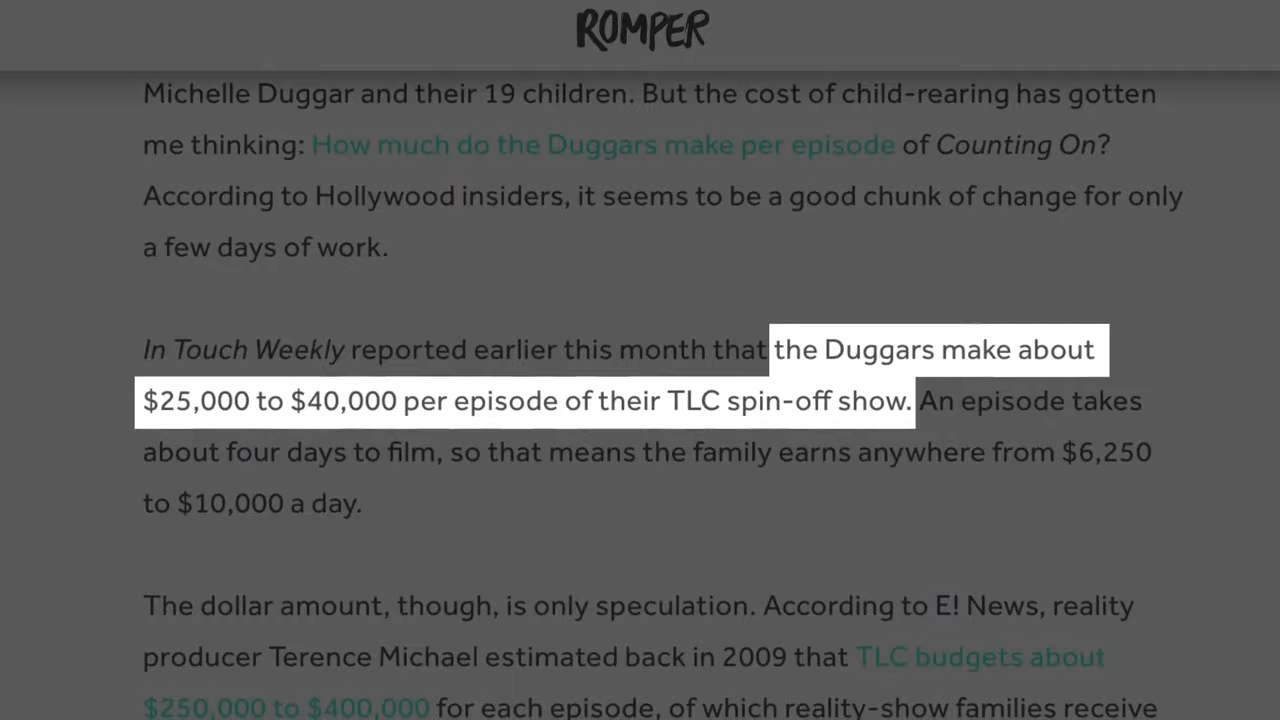 ROMPER
Michelle Duggar and their 19 children. But the cost of child-rearing has gotten
me thinking: How much do the Duggars make per episode of Counting On?
According to Hollywood insiders, it seems to be a good chunk of change for only
a few days of work.
In Touch Weekly reported earlier this month that the Duggars make about
$25,000 to $40,000 per episode of their TLC spin-off show. An episode takes
about four days to film, so that means the family earns anywhere from $6,250
to $10,000 a day.
The dollar amount, though, is only speculation. According to E! News, reality
producer Terence Michael estimated back in 2009 that TLC budgets about
$250,000 to $400,000 for each episode, of which reality-show families receive